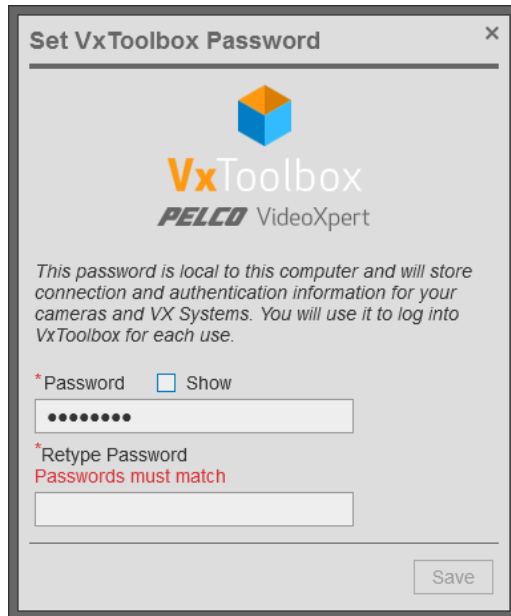 Set VxToolbox Password
×
VxToolbox
PELCO VideoXpert
This password is local to this computer and will store
connection and authentication information for your
cameras and VX Systems. You will use it to log into
VxToolbox for each use.
*Password Show
••••••••
*Retype Password
Passwords must match
Save